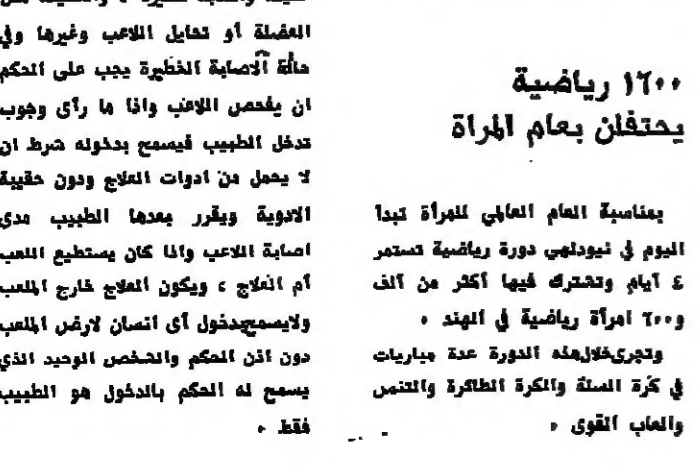 ١٦٠٠ رياضية
يحتفلن بعام المراة
بمناسبة العام العالمي للمرأة تبدأ
اليوم في نيودلهي دورة رياضية تستمر
٤ أيام وتشترك فيها أكثر من ألف
و٦٠٠ امرأة رياضية في الهند ٠
وتجرى خلال هذه الدورة عدة مباريات
في كرة السلة والكرة الطائرة والتنس
والعاب القوى ٠
العضلة أو تحايل اللاعب وغيرها وفي
حالة الاصابة الخطيرة يجب على الحكم
ان يفحص اللاعب واذا ما رأى وجوب
تدخل الطبيب فيسمح بدخوله شرط ان
لا يحمل من ادوات العلاج ودون حقيبة
الادوية ويقرر بعدها الطبيب مدى
اصابة اللاعب واذا كان يستطيع اللعب
أم العلاج ، ويكون العلاج خارج الملعب
ولايسمح بدخول أى انسان لارض الملعب
دون اذن الحكم والشخص الوحيد الذي
يسمح له الحكم بالدخول هو الطبيب
فقط ٠